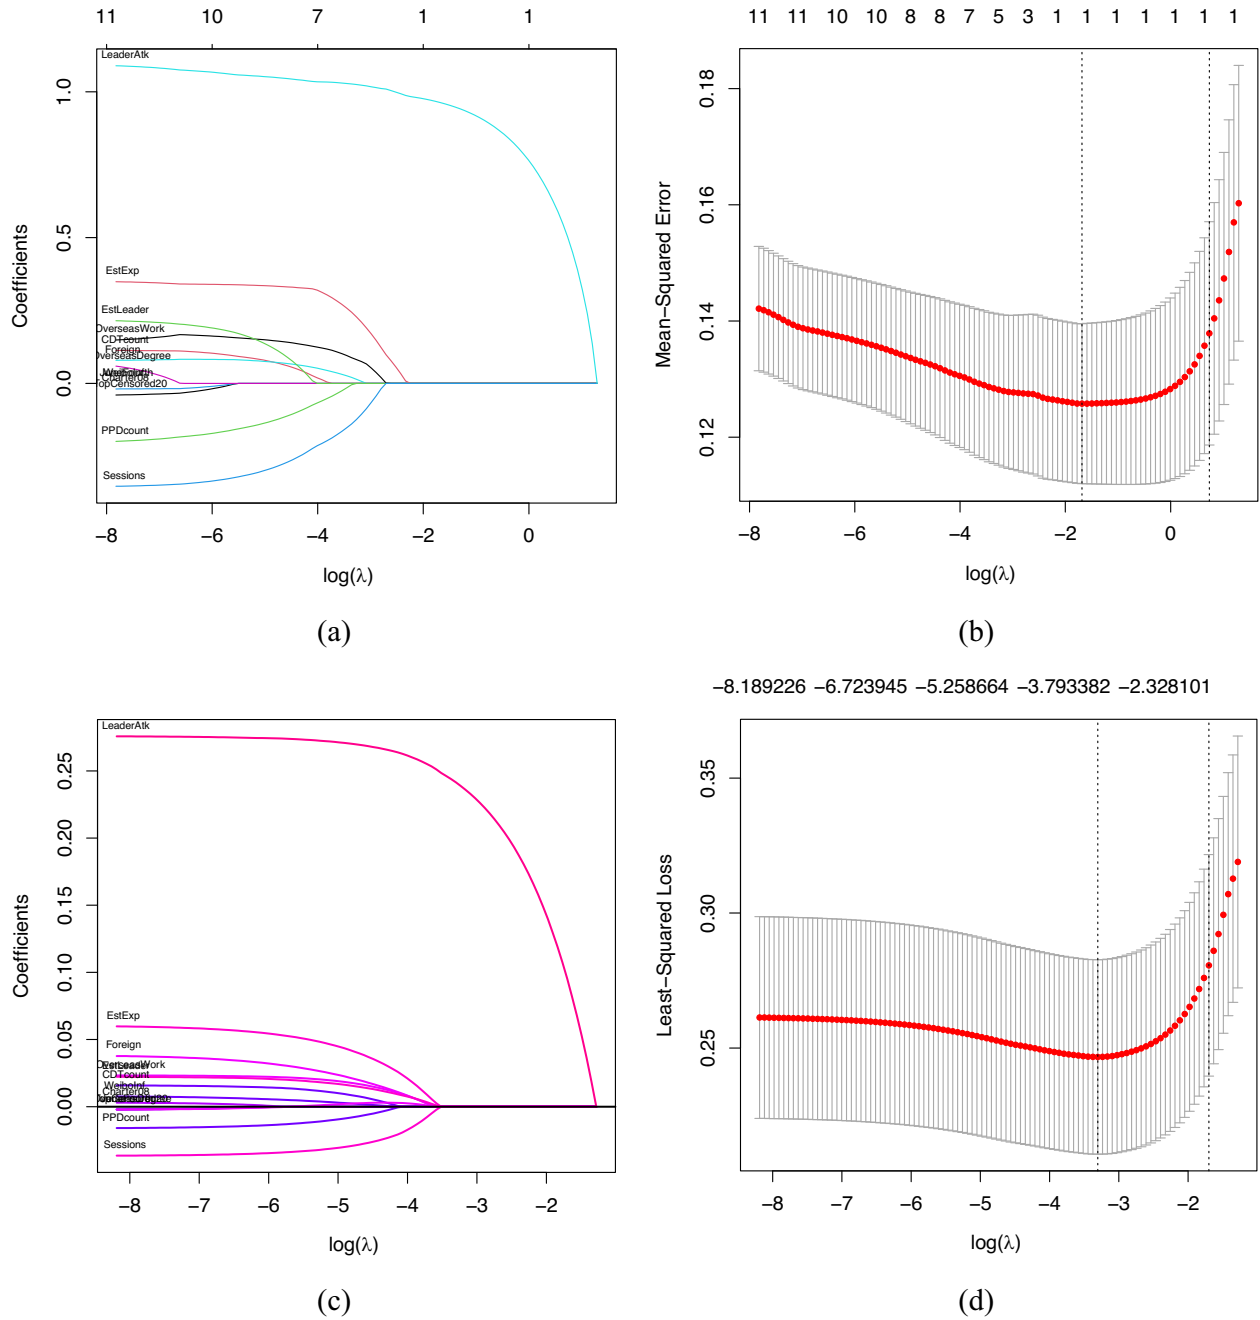 11 10 7 1 1
LeaderAtk
EstExp
EstLeader
OverseasWork
CDTcount
Foreign
OverseasDegree
Charter08
TopCensored20
PPDcount
Sessions
Coefficients
0.0 0.5 1.0
−8 −6 −4 −2 0
log(λ)
(a)
11 11 10 10 8 8 7 5 3 1 1 1 1 1 1 1
Mean−Squared Error
0.12 0.14 0.16 0.18
−8 −6 −4 −2 0
log(λ)
(b)
LeaderAtk
EstExp
Foreign
OverseasWork
EstLeader
CDTcount
WeiboInf
Charter08
PPDcount
Sessions
Coefficients
0.00 0.05 0.10 0.15 0.20 0.25
−8 −7 −6 −5 −4 −3 −2
log(λ)
(c)
−8.189226 −6.723945 −5.258664 −3.793382 −2.328101
Least−Squared Loss
0.25 0.30 0.35
−8 −7 −6 −5 −4 −3 −2
log(λ)
(d)